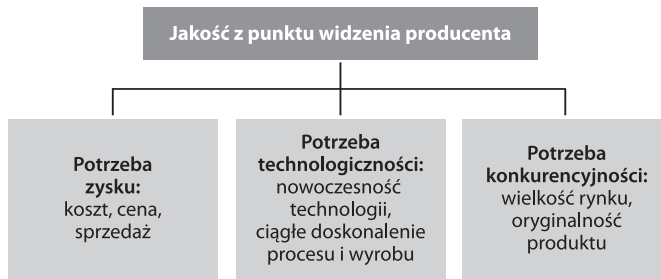 Jakość z punktu widzenia producenta
Potrzeba
zysku:
koszt, cena,
sprzedaż
Potrzeba
technologiczności:
nowoczesność
technologii,
ciągłe doskonalenie
procesu i wyrobu
Potrzeba
konkurencyjności:
wielkość rynku,
oryginalność
produktu